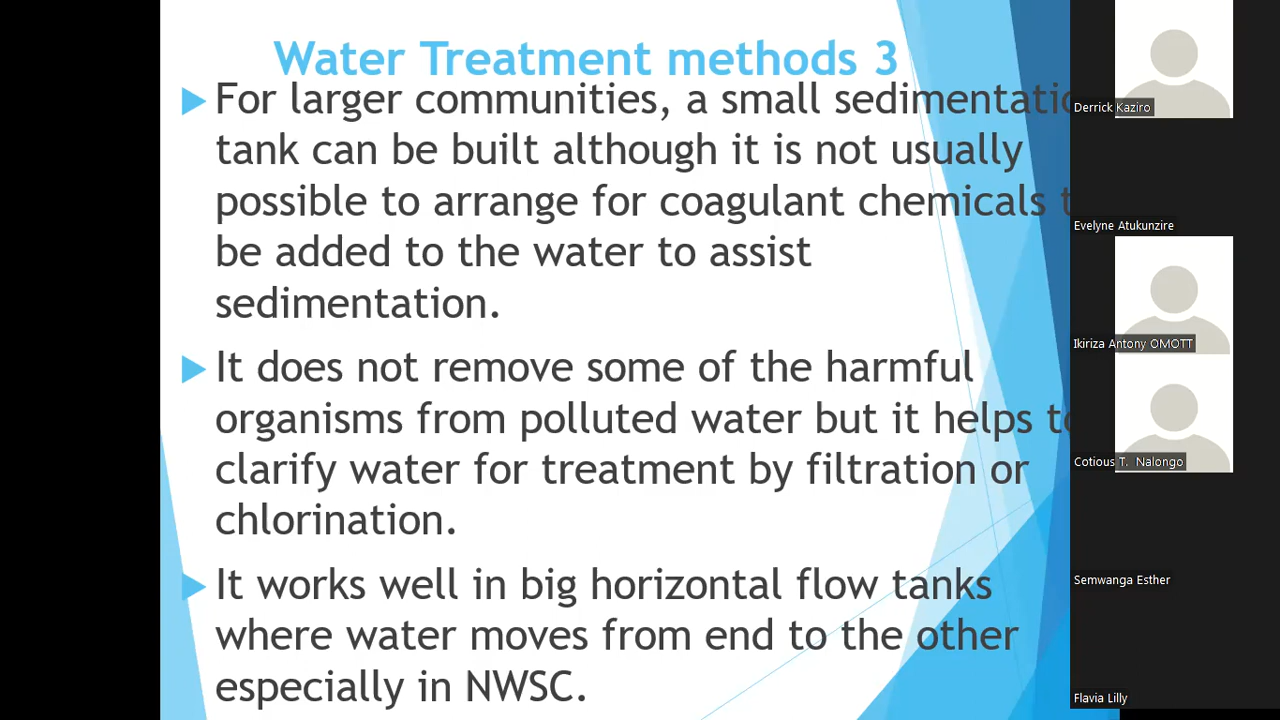 Water Treatment methods 3
For larger communities, a small sedimentatio
tank can be built although it is not usually
possible to arrange for coagulant chemicals t
be added to the water to assist
sedimentation.
It does not remove some of the harmful
organisms from polluted water but it helps to
clarify water for treatment by filtration or
chlorination.
It works well in big horizontal flow tanks
where water moves from end to the other
especially in NWSC.
Derrick Kaziro
Evelyne Atukunzire
Ikiriza Antony OMOTT
Cotious T. Nalongo
Semwanga Esther
Flavia Lilly